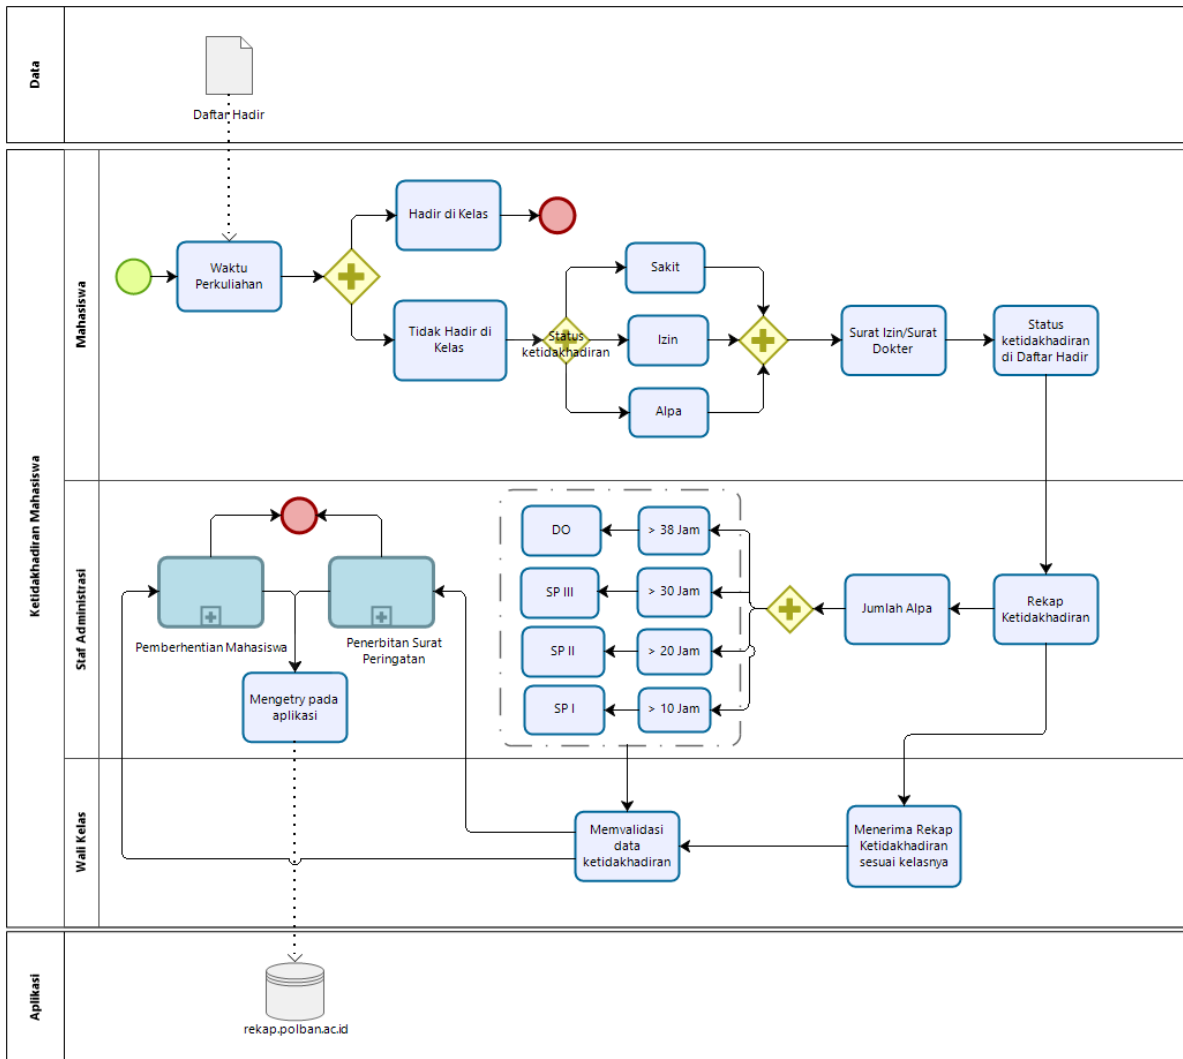 Data
Daftar Hadir
Ketidakhadiran Mahasiswa
Mahasiswa
Waktu
Perkuliahan
Hadir di Kelas
Tidak Hadir di
Kelas
Status
ketidakhadiran
Sakit
Izin
Alpa
Surat Izin/Surat
Dokter
Status
ketidakhadiran
di Daftar Hadir
Staf Administrasi
Pemberhentian Mahasiswa
Penerbitan Surat
Peringatan
Mengetry pada
aplikasi
DO
> 38 Jam
SP III
> 30 Jam
SP II
> 20 Jam
SP I
> 10 Jam
Jumlah Alpa
Rekap
Ketidakhadiran
Wali Kelas
Memvalidasi
data
ketidakhadiran
Menerima Rekap
Ketidakhadiran
sesuai kelasnya
Aplikasi
rekap.polban.ac.id